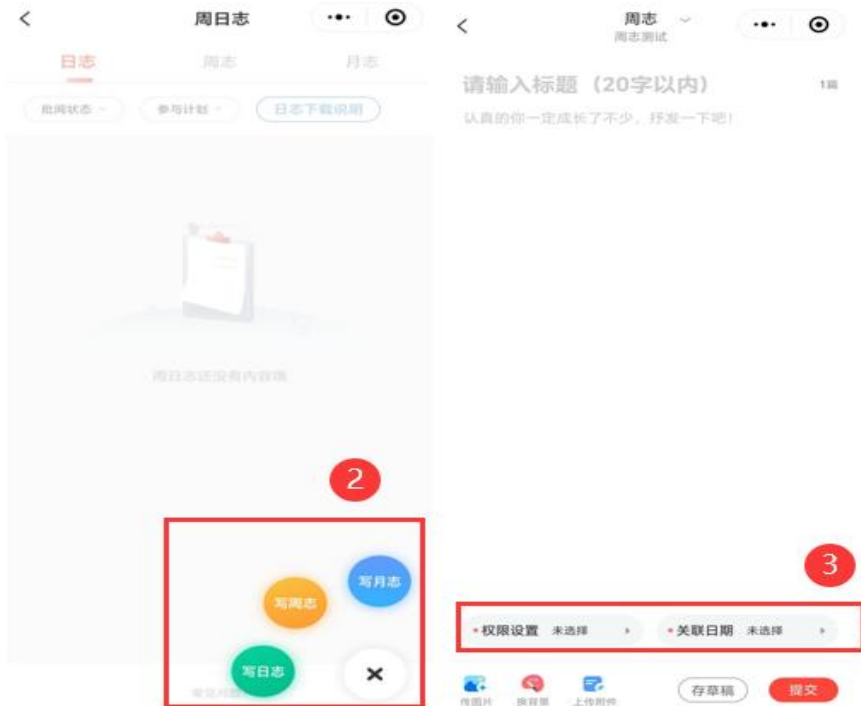 周日志
日志
周志
月志
批阅状态
参与计划
日志下载说明
周日志还没有内容哦
2
写月志
写周志
写日志
周志
周志测试
请输入标题（20字以内）
1篇
认真的你一定成长了不少，抒发一下吧！
3
*权限设置 未选择
*关联日期 未选择
传图片
换背景
上传附件
存草稿
提交